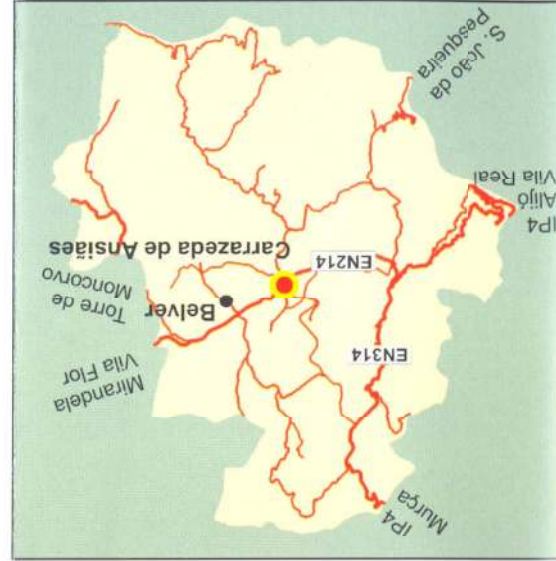 Murça
IP4
Mirandela
Vila Flor
EN314
Belver
Torre de
Moncorvo
EN214
Carrazeda de Ansiães
IP4
Alijó
Vila Real
S. João da
Pesqueira